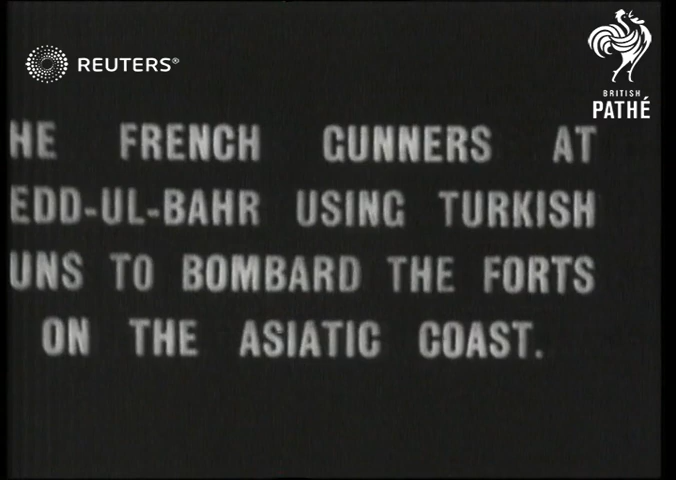 REUTERS®
BRITISH
PATHÉ
HE FRENCH GUNNERS AT
EDD-UL-BAHR USING TURKISH
UNS TO BOMBARD THE FORTS
ON THE ASIATIC COAST.